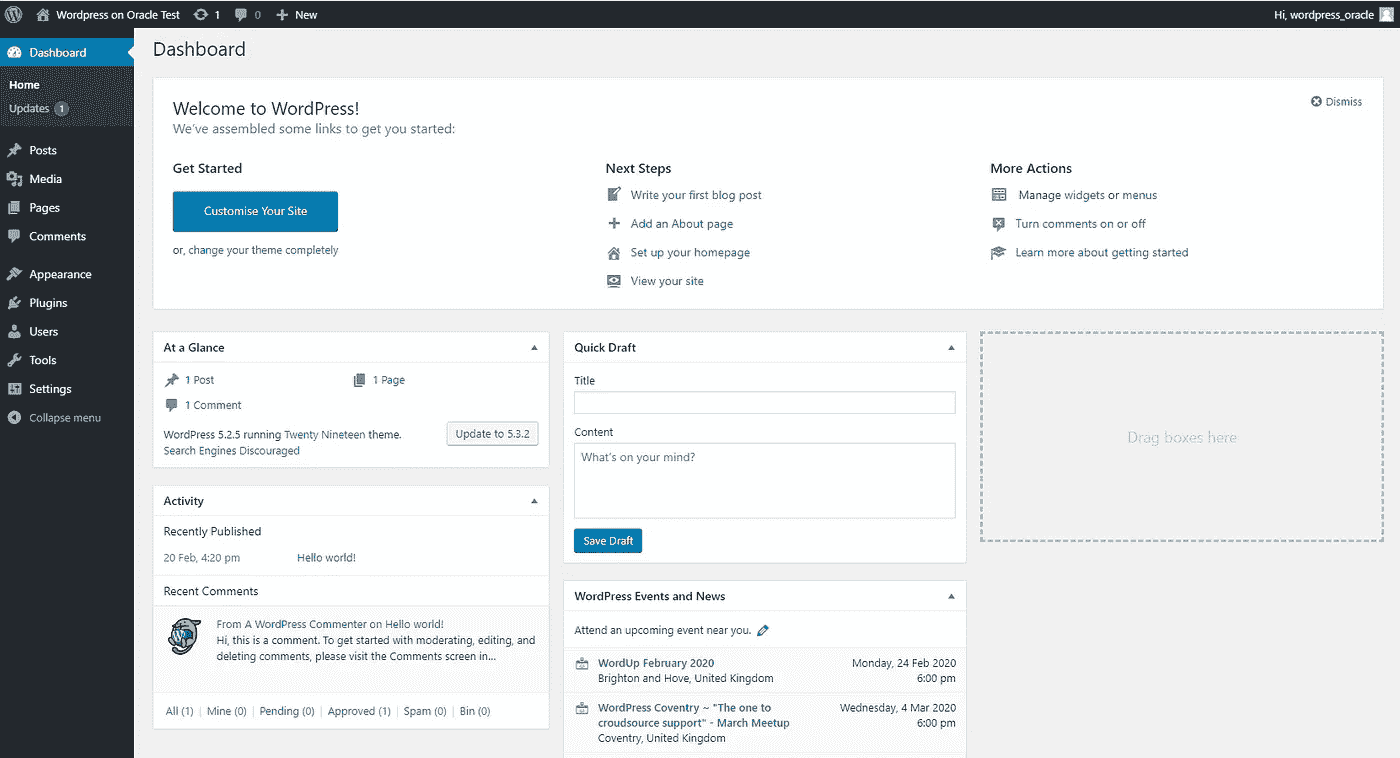 Wordpress on Oracle Test 1 0 New
Hi, wordpress_oracle
Dashboard
Home
Updates 1
Posts
Media
Pages
Comments
Appearance
Plugins
Users
Tools
Settings
Collapse menu
Dashboard
Welcome to WordPress!
We've assembled some links to get you started:
Dismiss
Get Started
Customise Your Site
or, change your theme completely
Next Steps
Write your first blog post
Add an About page
Set up your homepage
View your site
More Actions
Manage widgets or menus
Turn comments on or off
Learn more about getting started
At a Glance
1 Post
1 Page
1 Comment
WordPress 5.2.5 running Twenty Nineteen theme.
Update to 5.3.2
Search Engines Discouraged
Activity
Recently Published
20 Feb, 4:20 pm Hello world!
Recent Comments
From A WordPress Commenter on Hello world!
Hi, this is a comment. To get started with moderating, editing, and
deleting comments, please visit the Comments screen in...
All (1) | Mine (0) | Pending (0) | Approved (1) | Spam (0) | Bin (0)
Quick Draft
Title
Content
What's on your mind?
Save Draft
WordPress Events and News
Attend an upcoming event near you.
WordUp February 2020
Brighton and Hove, United Kingdom
Monday, 24 Feb 2020
6:00 pm
WordPress Coventry ~ "The one to
croudsource support" - March Meetup
Coventry, United Kingdom
Wednesday, 4 Mar 2020
6:00 pm
Drag boxes here